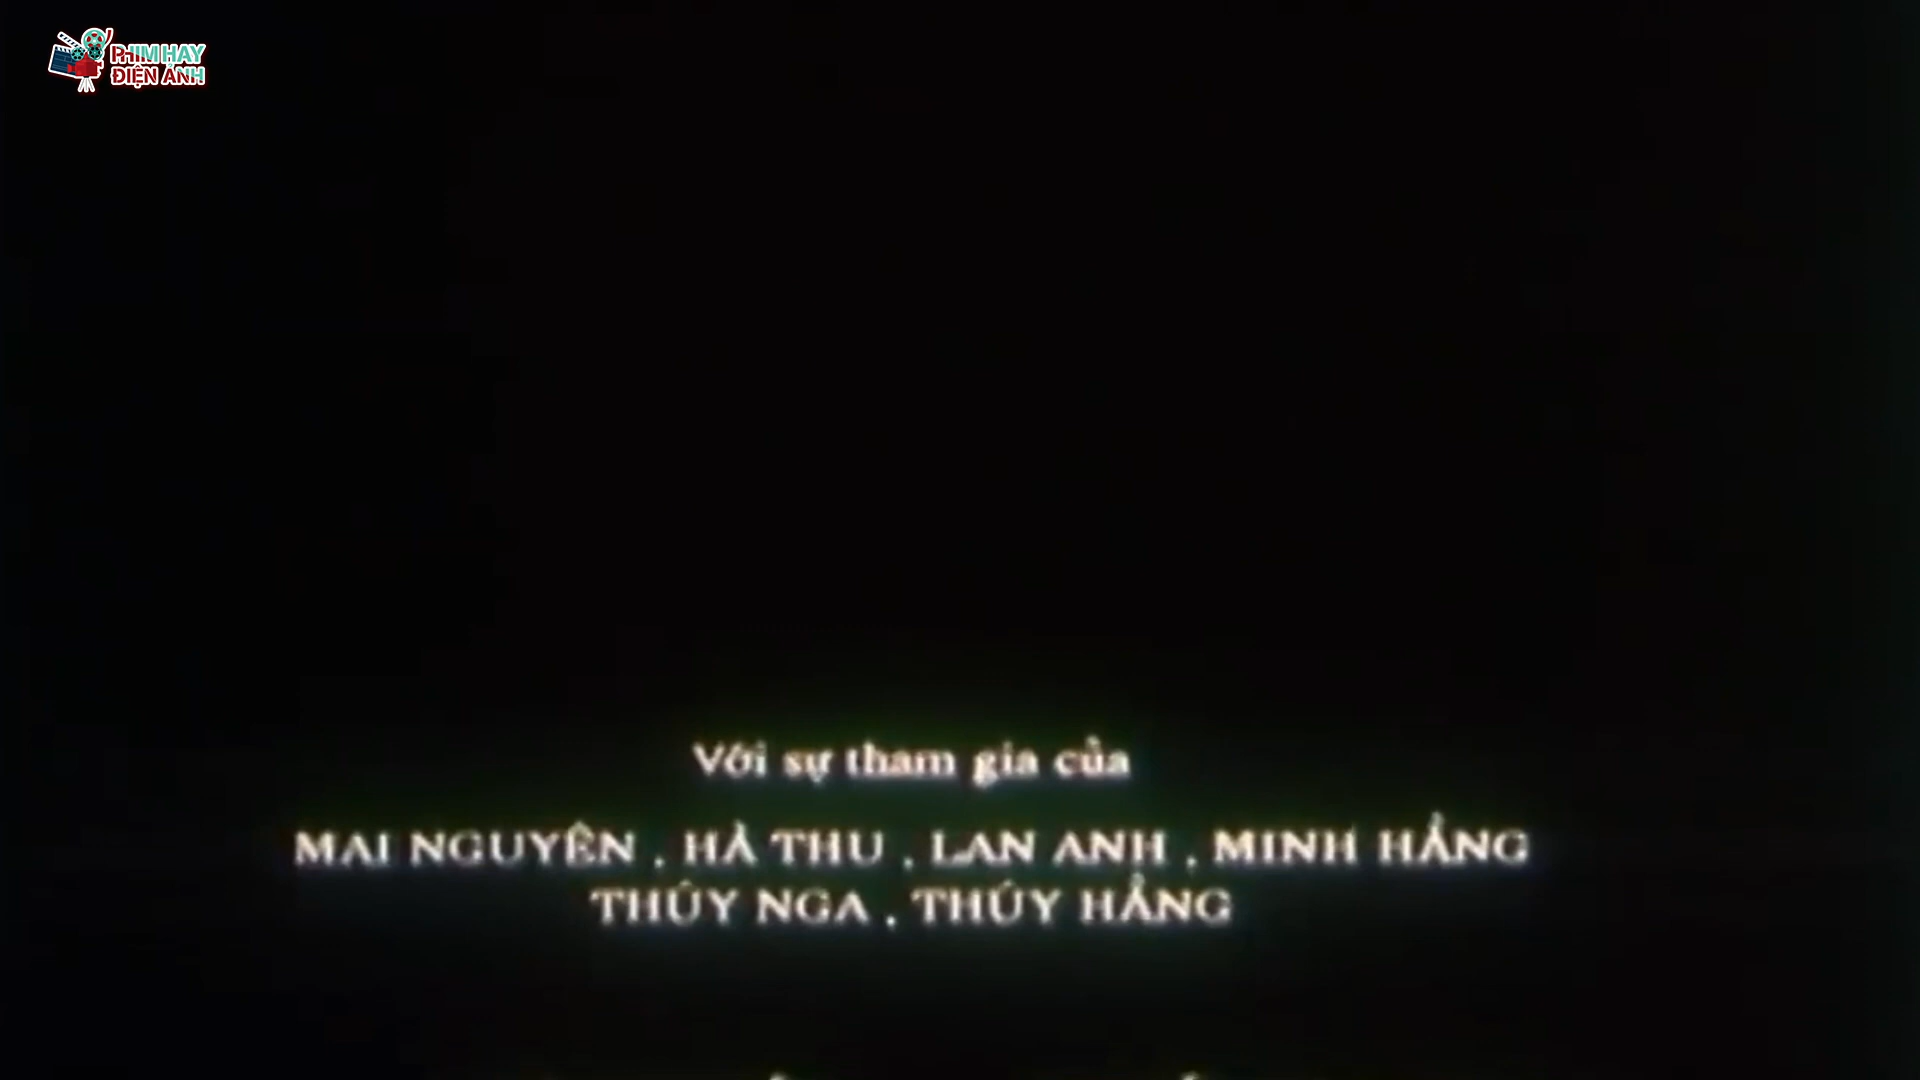 PHIM HAY
ĐIỆN ẢNH
Với sự tham gia của
MAI NGUYÊN , HÀ THU , LAN ANH , MINH HẰNG
THÚY NGA , THÚY HẰNG